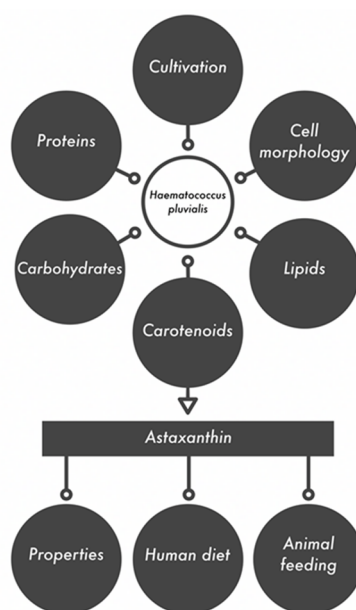 Cultivation
Proteins
Cell
morphology
Haematococcus
pluvialis
Carbohydrates
Lipids
Carotenoids
Astaxanthin
Properties
Human diet
Animal
feeding